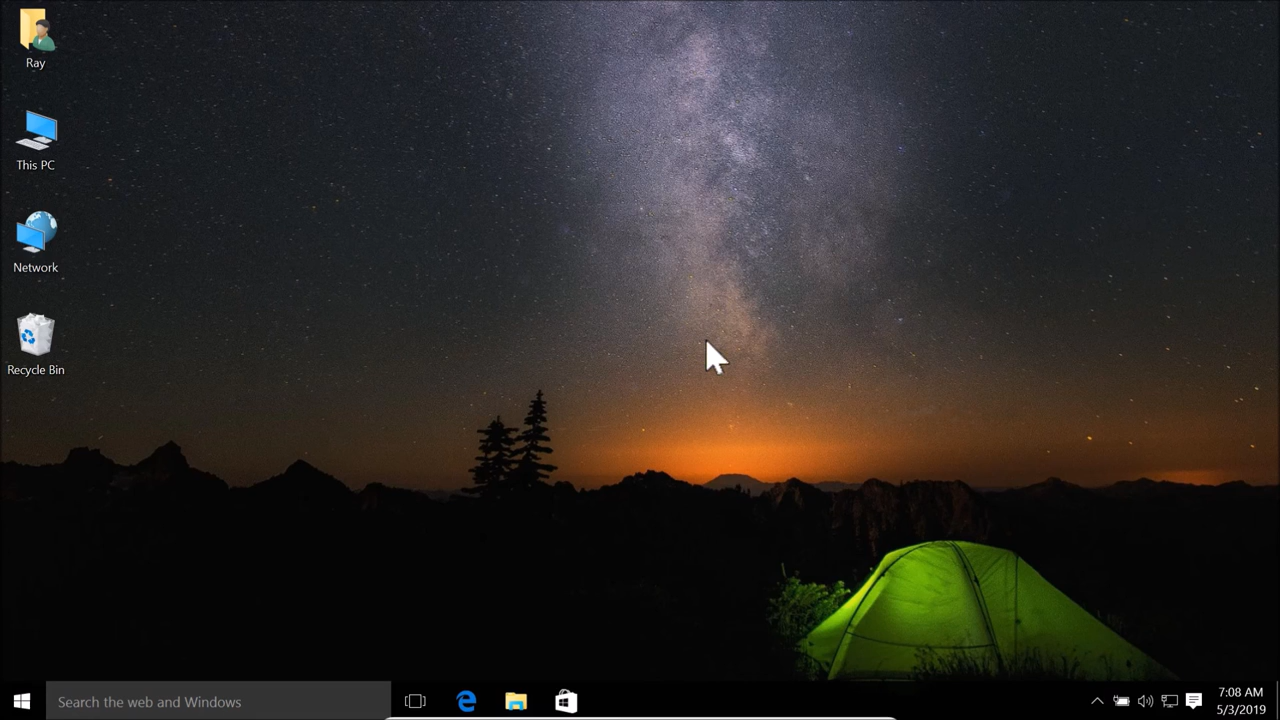 Ray
This PC
Network
Recycle Bin
Search the web and Windows
7:08 AM
5/3/2019